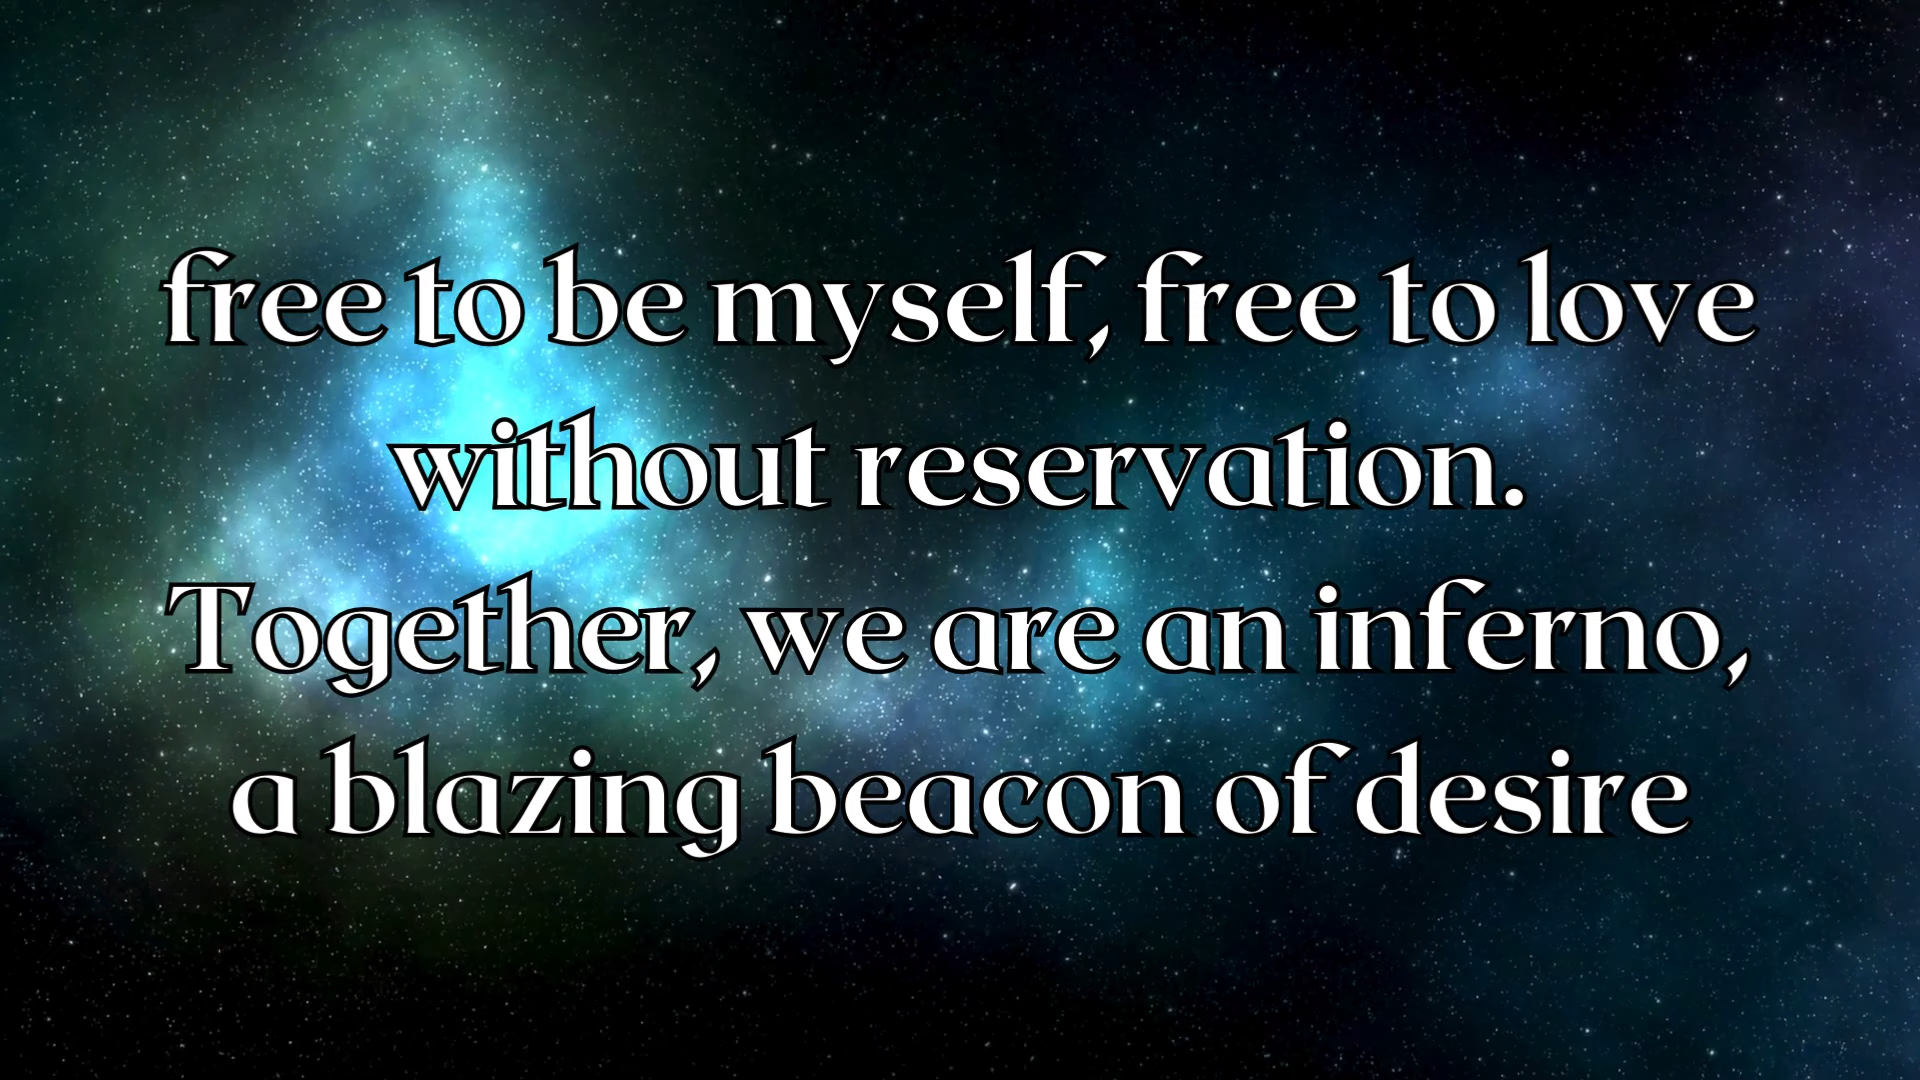 free to be myself, free to love
without reservation.
Together, we are an inferno,
a blazing beacon of desire